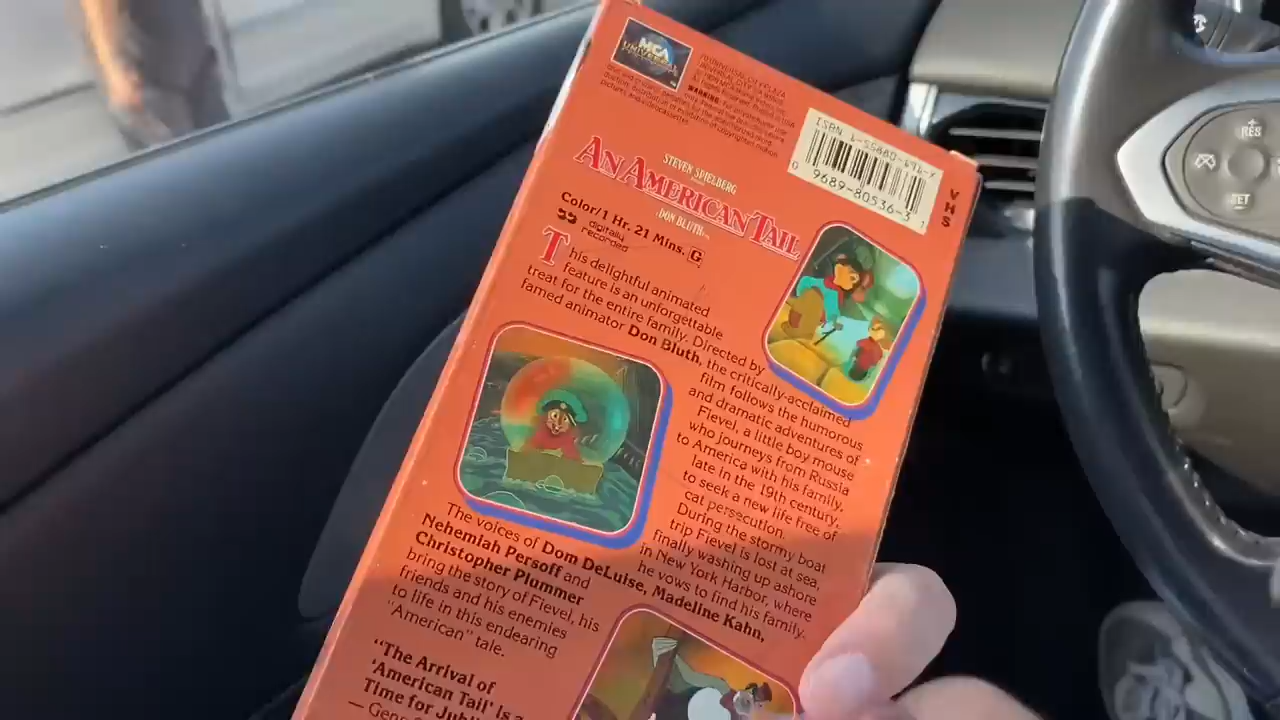 MCA
UNIVERSAL
WARNING:
ISBN 1-55880-696-X
0 9689-80536-3 1
VHS
STEVEN SPIELBERG
AN AMERICAN TAIL
DON BLUTH
Color/1 Hr. 21 Mins. G
digitally
recorded
This delightful animated
feature is an unforgettable
treat for the entire family. Directed by
famed animator Don Bluth, the critically-acclaimed
film follows the humorous
and dramatic adventures of
Fievel, a little boy mouse
who journeys from Russia
to America with his family,
late in the 19th century,
to seek a new life free of
cat persecution.
During the stormy boat
trip Fievel is lost at sea,
finally washing up ashore
in New York Harbor, where
he vows to find his family.
The voices of Dom DeLuise, Madeline Kahn,
Nehemiah Persoff and
Christopher Plummer
bring the story of Fievel, his
friends and his enemies
to life in this endearing
"American" tale.
"The Arrival of
'American Tail' Is a
Time for
— Gene
RES
SET